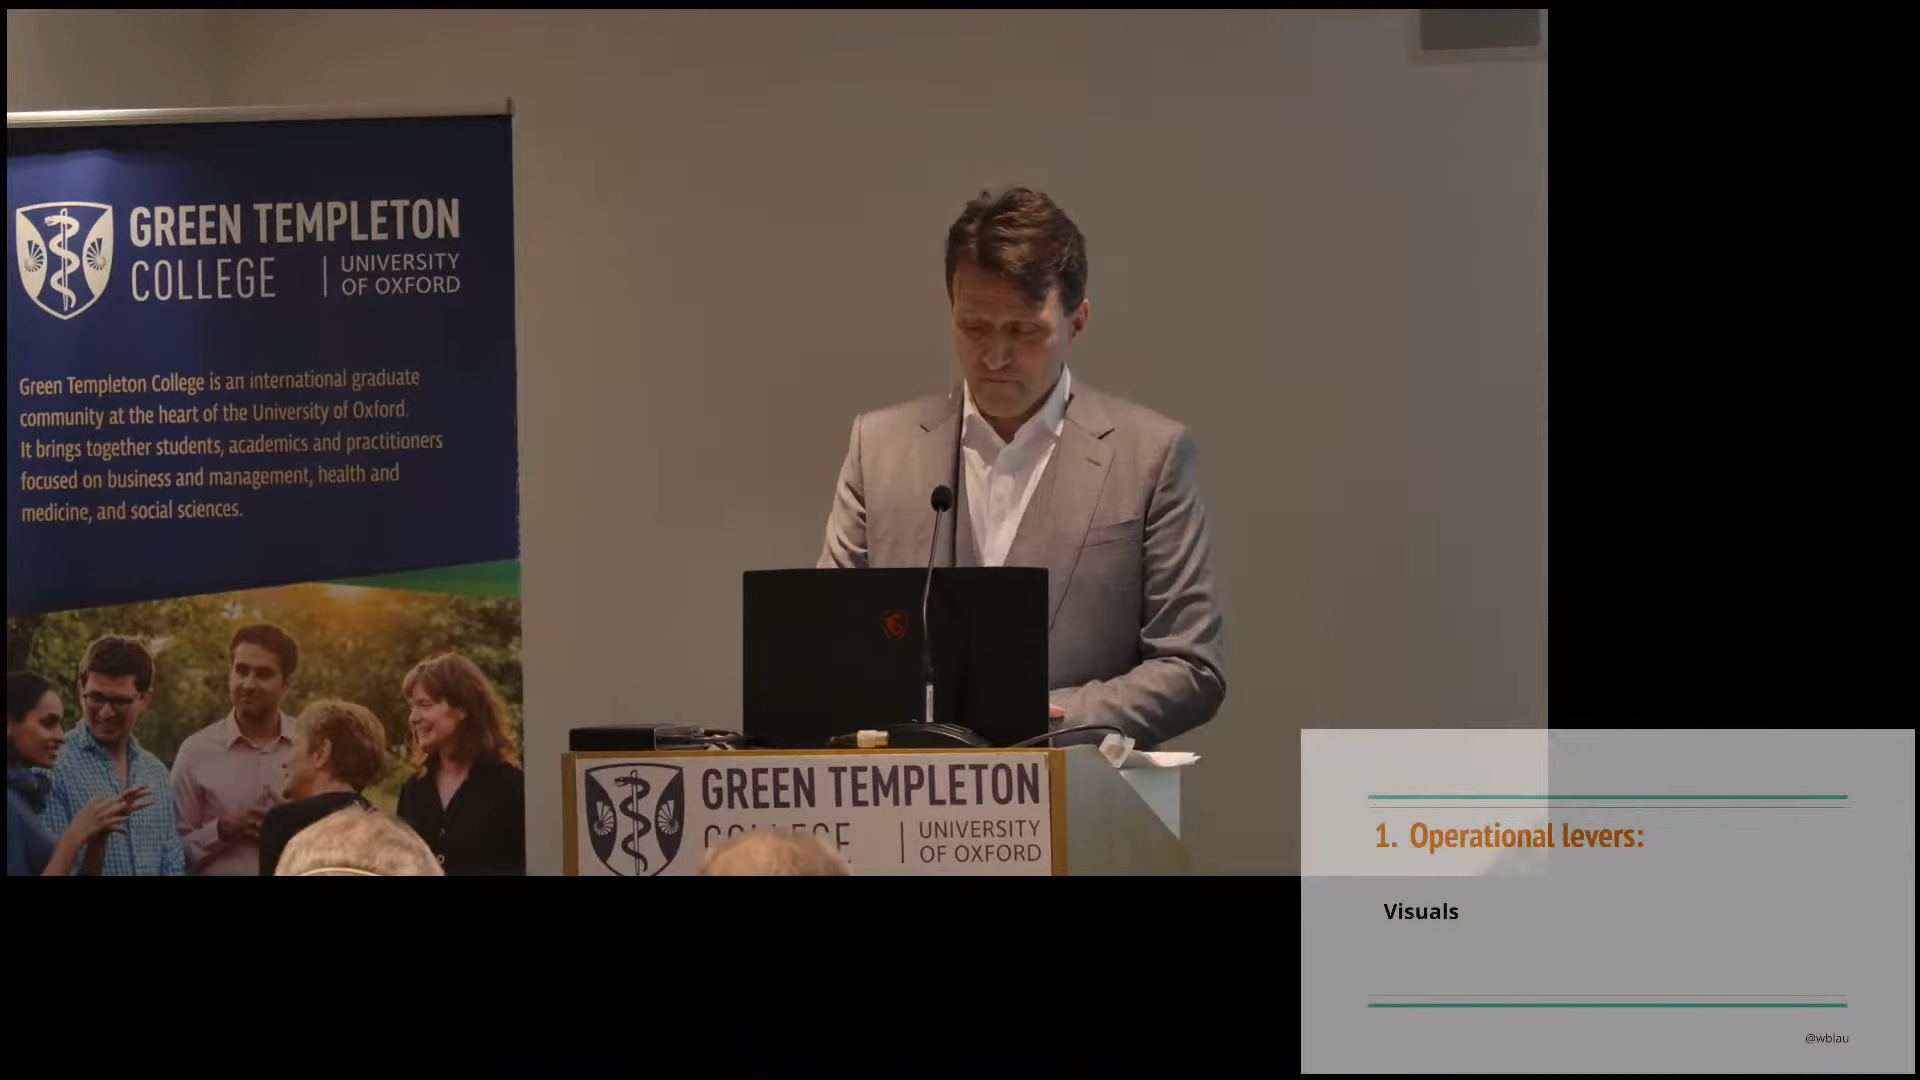 GREEN TEMPLETON
COLLEGE
UNIVERSITY
OF OXFORD
Green Templeton College is an international graduate
community at the heart of the University of Oxford.
It brings together students, academics and practitioners
focused on business and management, health and
medicine, and social sciences.
GREEN TEMPLETON
COLLEGE
UNIVERSITY
OF OXFORD
1. Operational levers:
Visuals
@wblau